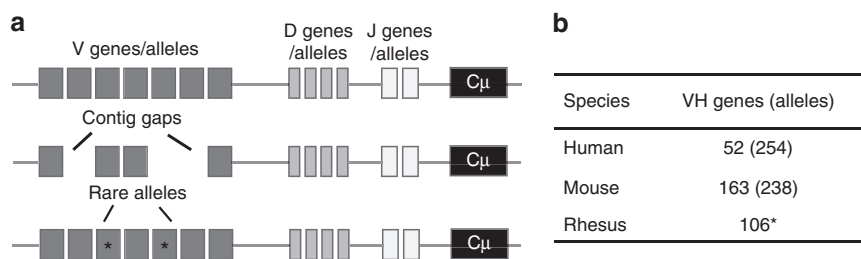 a
V genes/alleles
D genes
/alleles
J genes
/alleles
Cμ
Contig gaps
Cμ
Rare alleles
* *
Cμ
b
Species VH genes (alleles)
Human 52 (254)
Mouse 163 (238)
Rhesus 106*